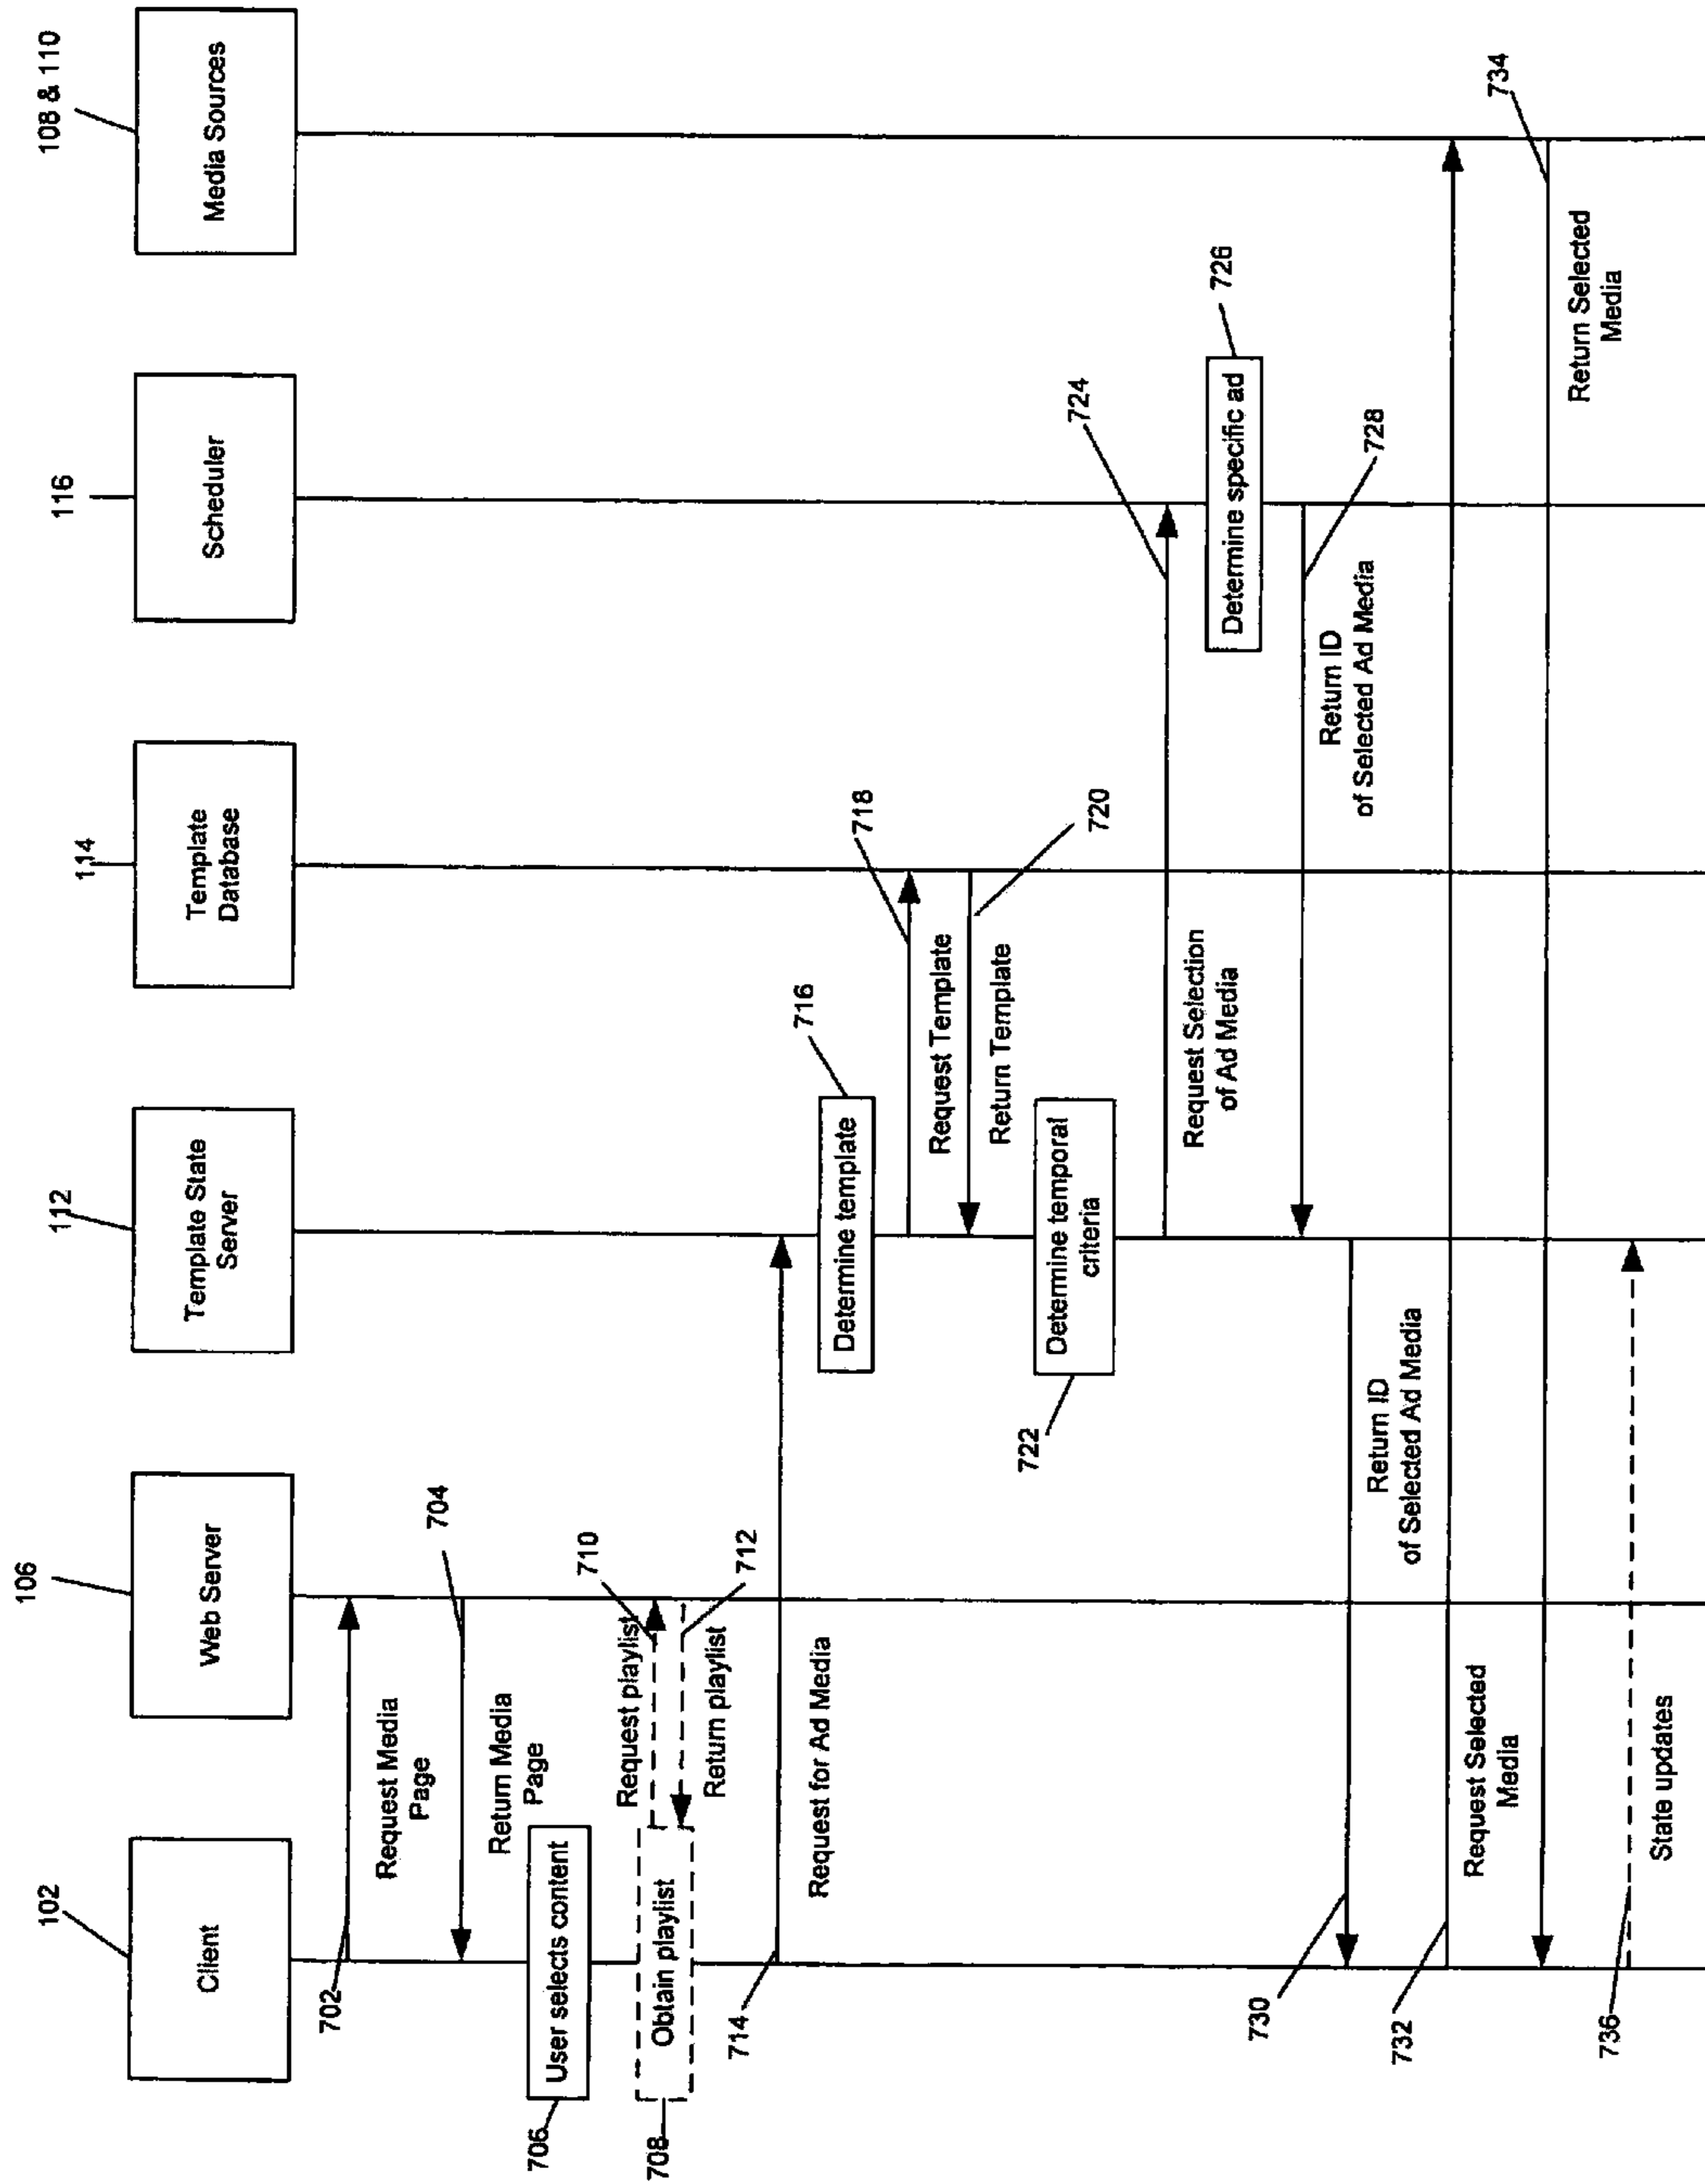 102
Client
106
Web Server
112
Template State
Server
114
Template
Database
116
Scheduler
108 & 110
Media Sources
702
Request Media
Page
704
Return Media
Page
706
User selects content
708
Obtain playlist
710
Request playlist
712
Return playlist
714
Request for Ad Media
716
Determine template
718
Request Template
720
Return Template
722
Determine temporal
criteria
724
Request Selection
of Ad Media
726
Determine specific ad
728
Return ID
of Selected Ad Media
730
Return ID
of Selected Ad Media
732
Request Selected
Media
734
Return Selected
Media
736
State updates